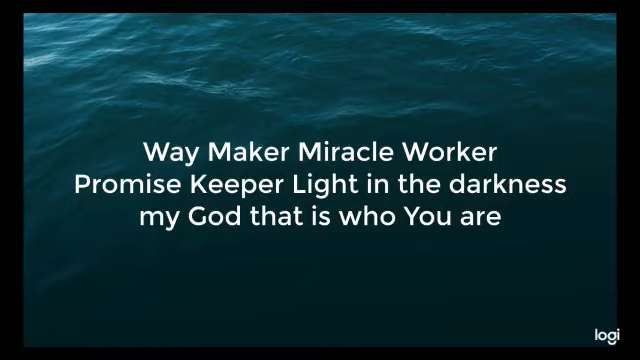 Way Maker Miracle Worker
Promise Keeper Light in the darkness
my God that is who You are
logi